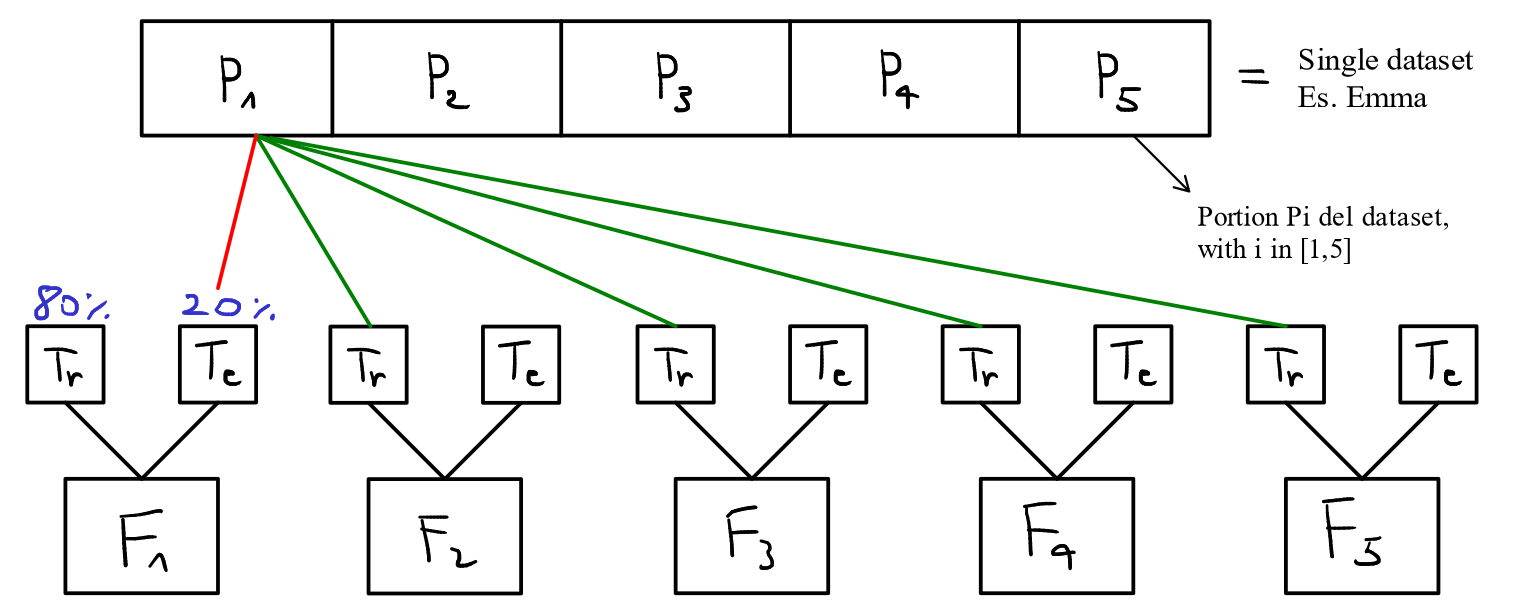 P1 P2 P3 P4 P5 = Single dataset
Es. Emma
Portion Pi del dataset,
with i in [1,5]
80% 20%
Tr Te Tr Te Tr Te Tr Te Tr Te
F1 F2 F3 F4 F5